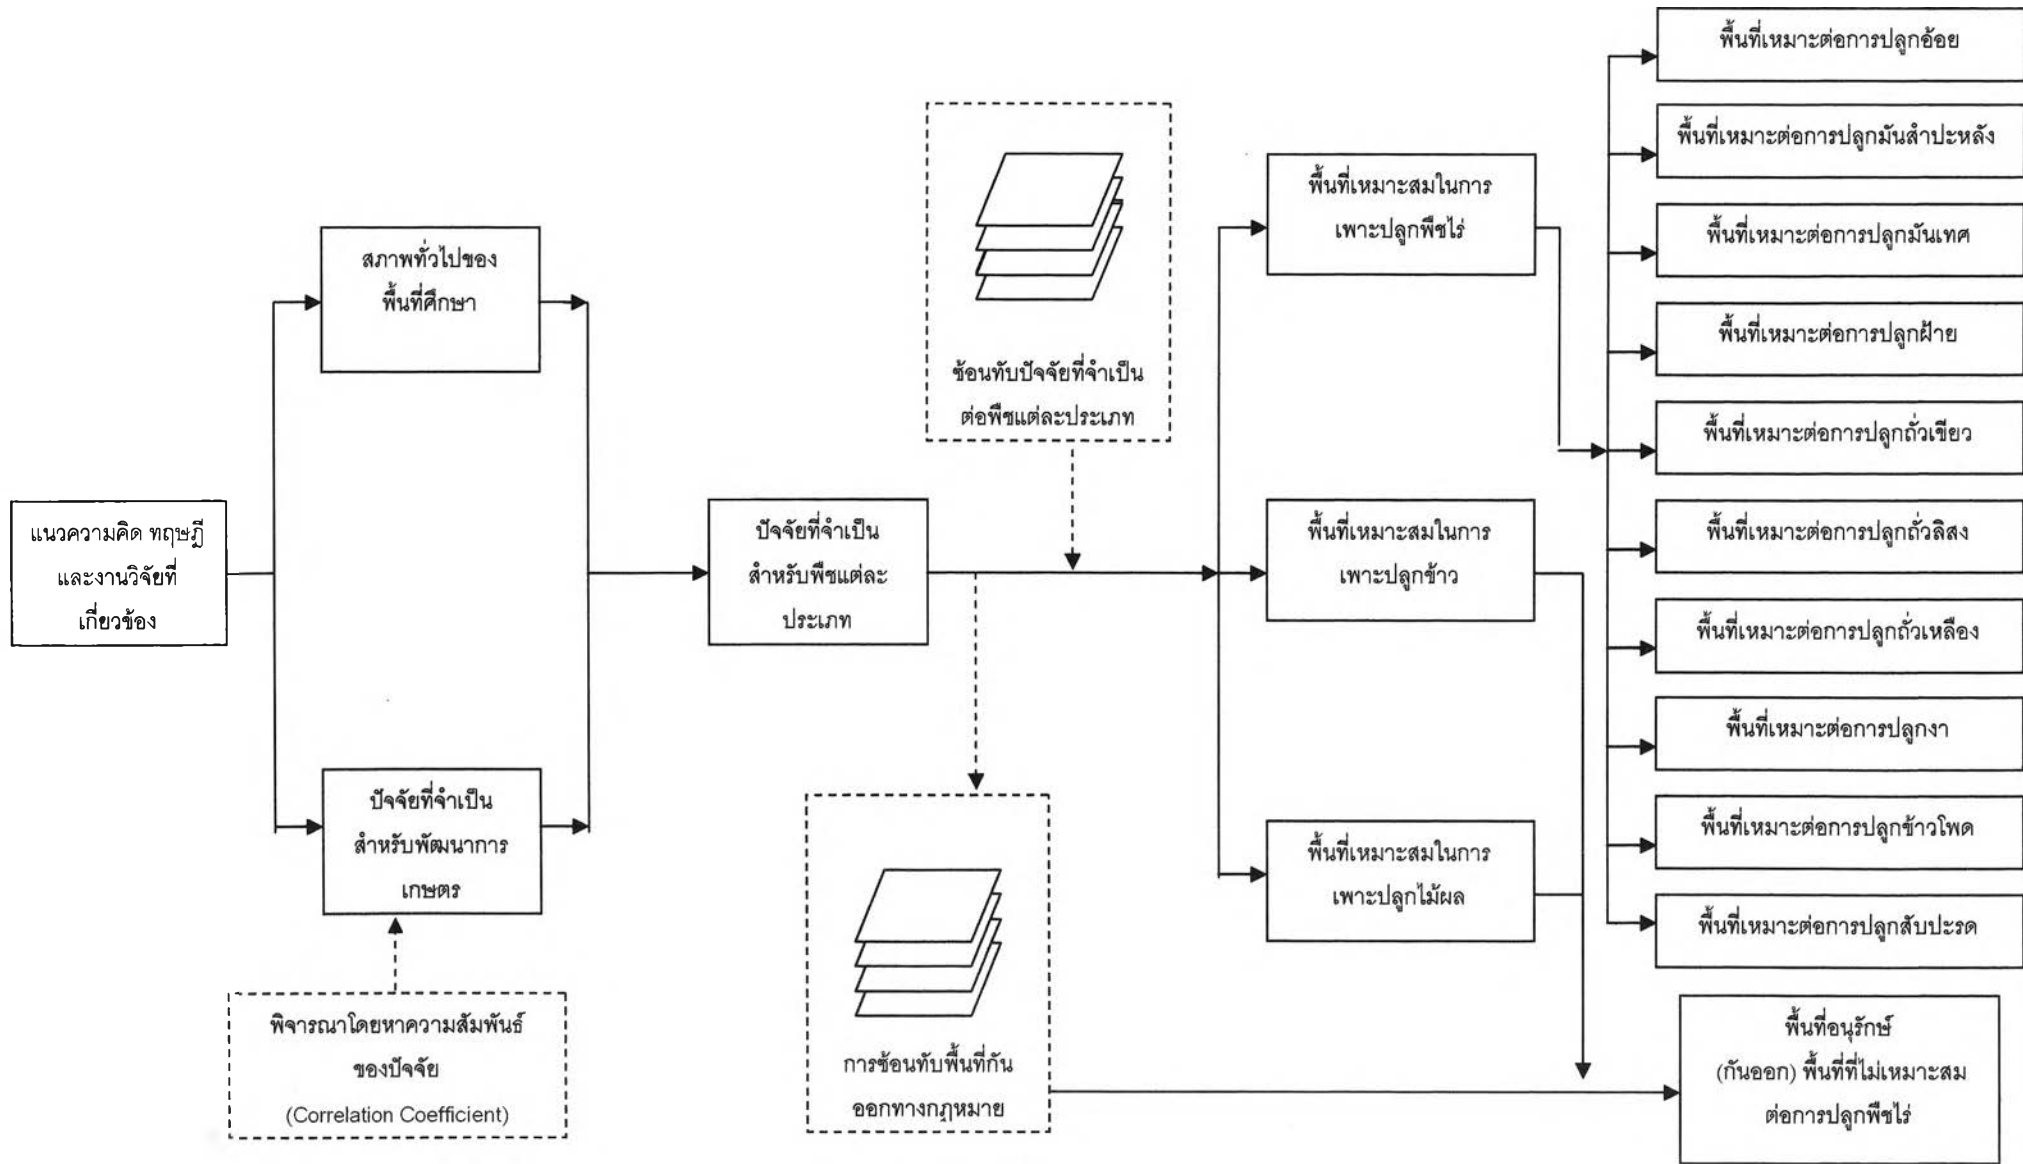 แนวความคิด ทฤษฎี
และงานวิจัยที่
เกี่ยวข้อง
สภาพทั่วไปของ
พื้นที่ศึกษา
ปัจจัยที่จำเป็น
สำหรับพัฒนาการ
เกษตร
พิจารณาโดยหาความสัมพันธ์
ของปัจจัย
(Correlation Coefficient)
ปัจจัยที่จำเป็น
สำหรับพืชแต่ละ
ประเภท
ซ้อนทับปัจจัยที่จำเป็น
ต่อพืชแต่ละประเภท
การซ้อนทับพื้นที่กัน
ออกทางกฎหมาย
พื้นที่เหมาะสมในการ
เพาะปลูกพืชไร่
พื้นที่เหมาะสมในการ
เพาะปลูกข้าว
พื้นที่เหมาะสมในการ
เพาะปลูกไม้ผล
พื้นที่เหมาะต่อการปลูกอ้อย
พื้นที่เหมาะต่อการปลูกมันสำปะหลัง
พื้นที่เหมาะต่อการปลูกมันเทศ
พื้นที่เหมาะต่อการปลูกฝ้าย
พื้นที่เหมาะต่อการปลูกถั่วเขียว
พื้นที่เหมาะต่อการปลูกถั่วลิสง
พื้นที่เหมาะต่อการปลูกถั่วเหลือง
พื้นที่เหมาะต่อการปลูกงา
พื้นที่เหมาะต่อการปลูกข้าวโพด
พื้นที่เหมาะต่อการปลูกสับปะรด
พื้นที่อนุรักษ์
(กันออก) พื้นที่ที่ไม่เหมาะสม
ต่อการปลูกพืชไร่